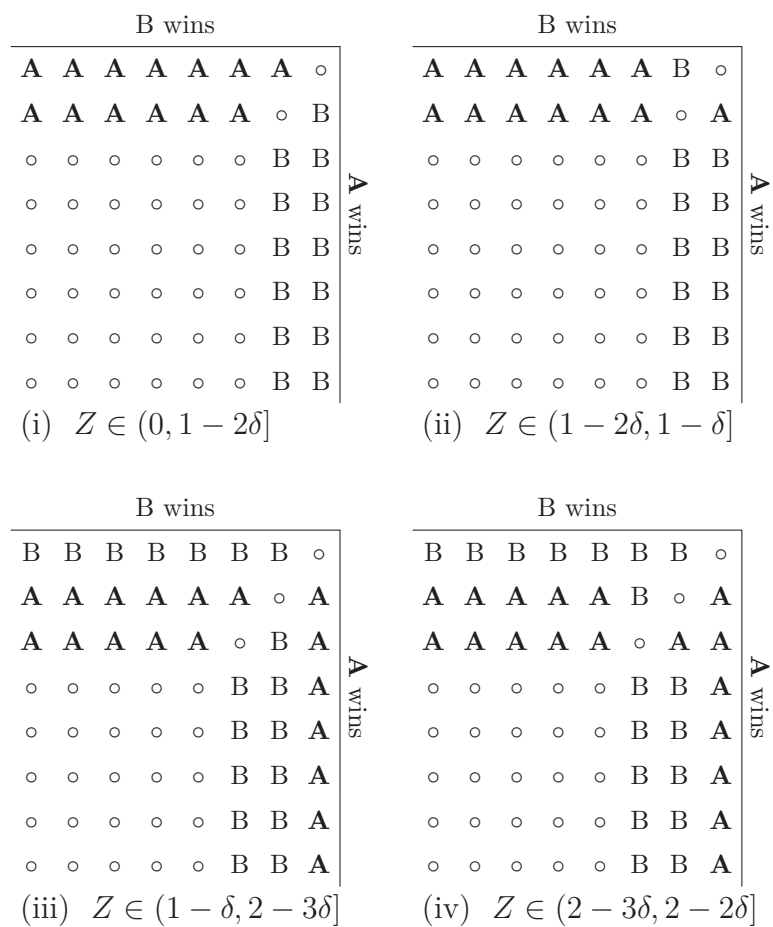 B wins
A A A A A A A ○
A A A A A A ○ B
○ ○ ○ ○ ○ ○ B B
○ ○ ○ ○ ○ ○ B B
○ ○ ○ ○ ○ ○ B B
○ ○ ○ ○ ○ ○ B B
○ ○ ○ ○ ○ ○ B B
○ ○ ○ ○ ○ ○ B B
A wins
(i) Z ∈ (0, 1 − 2δ]
B wins
A A A A A A B ○
A A A A A A ○ A
○ ○ ○ ○ ○ ○ B B
○ ○ ○ ○ ○ ○ B B
○ ○ ○ ○ ○ ○ B B
○ ○ ○ ○ ○ ○ B B
○ ○ ○ ○ ○ ○ B B
○ ○ ○ ○ ○ ○ B B
A wins
(ii) Z ∈ (1 − 2δ, 1 − δ]
B wins
B B B B B B B ○
A A A A A A ○ A
A A A A A ○ B A
○ ○ ○ ○ ○ B B A
○ ○ ○ ○ ○ B B A
○ ○ ○ ○ ○ B B A
○ ○ ○ ○ ○ B B A
○ ○ ○ ○ ○ B B A
A wins
(iii) Z ∈ (1 − δ, 2 − 3δ]
B wins
B B B B B B B ○
A A A A A B ○ A
A A A A A ○ A A
○ ○ ○ ○ ○ B B A
○ ○ ○ ○ ○ B B A
○ ○ ○ ○ ○ B B A
○ ○ ○ ○ ○ B B A
○ ○ ○ ○ ○ B B A
A wins
(iv) Z ∈ (2 − 3δ, 2 − 2δ]